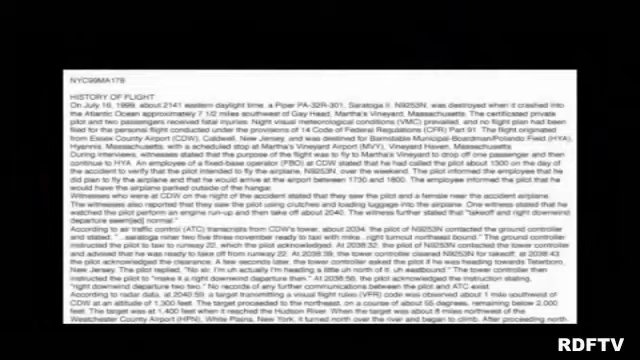 NYC99MA178
HISTORY OF FLIGHT
On July 16, 1999, about 2141 eastern daylight time, a Piper PA-32R-301, Saratoga II, N9253N, was destroyed when it crashed into
the Atlantic Ocean approximately 7 1/2 miles southwest of Gay Head, Martha's Vineyard, Massachusetts. The certificated private
pilot and two passengers received fatal injuries. Night visual meteorological conditions (VMC) prevailed, and no flight plan had been
filed for the personal flight conducted under the provisions of 14 Code of Federal Regulations (CFR) Part 91. The flight originated
from Essex County Airport (CDW), Caldwell, New Jersey, and was destined for Barnstable Municipal-Boardman/Polando Field (HYA),
Hyannis, Massachusetts, with a scheduled stop at Martha's Vineyard Airport (MVY), Vineyard Haven, Massachusetts.
During interviews, witnesses stated that the purpose of the flight was to fly to Martha's Vineyard to drop off one passenger and then
continue to HYA. An employee of a fixed-base operator (FBO) at CDW stated that he had called the pilot about 1300 on the day of
the accident to verify that the pilot intended to fly the airplane, N9253N, over the weekend. The pilot informed the employee that he
did plan to fly the airplane and that he would arrive at the airport between 1730 and 1800. The employee informed the pilot that he
would have the airplane parked outside of the hangar.
Witnesses who were at CDW on the night of the accident stated that they saw the pilot and a female near the accident airplane.
The witnesses also reported that they saw the pilot using crutches and loading luggage into the airplane. One witness stated that he
watched the pilot perform an engine run-up and then take off about 2040. The witness further stated that "takeoff and right downwind
departure seem[ed] normal."
According to air traffic control (ATC) transcripts from CDW's tower, about 2034, the pilot of N9253N contacted the ground controller
and stated, "...saratoga niner two five three november ready to taxi with mike...right turnout northeast bound." The ground controller
instructed the pilot to taxi to runway 22, which the pilot acknowledged. At 2038:32, the pilot of N9253N contacted the tower controller
and advised that he was ready to take off from runway 22. At 2038:39, the tower controller cleared N9253N for takeoff; at 2038:43,
the pilot acknowledged the clearance. A few seconds later, the tower controller asked the pilot if he was heading towards Teterboro,
New Jersey. The pilot replied, "No sir, I'm uh actually I'm heading a little uh north of it, uh eastbound." The tower controller then
instructed the pilot to "make it a right downwind departure then." At 2038:56, the pilot acknowledged the instruction stating,
"right downwind departure two two." No records of any further communications between the pilot and ATC exist.
According to radar data, at 2040:59, a target transmitting a visual flight rules (VFR) code was observed about 1 mile southwest of
CDW at an altitude of 1,300 feet. The target proceeded to the northeast, on a course of about 55 degrees, remaining below 2,000
feet. The target was at 1,400 feet when it reached the Hudson River. When the target was about 8 miles northwest of the
Westchester County Airport (HPN), White Plains, New York, it turned north over the river and began to climb. After proceeding north
RDFTV